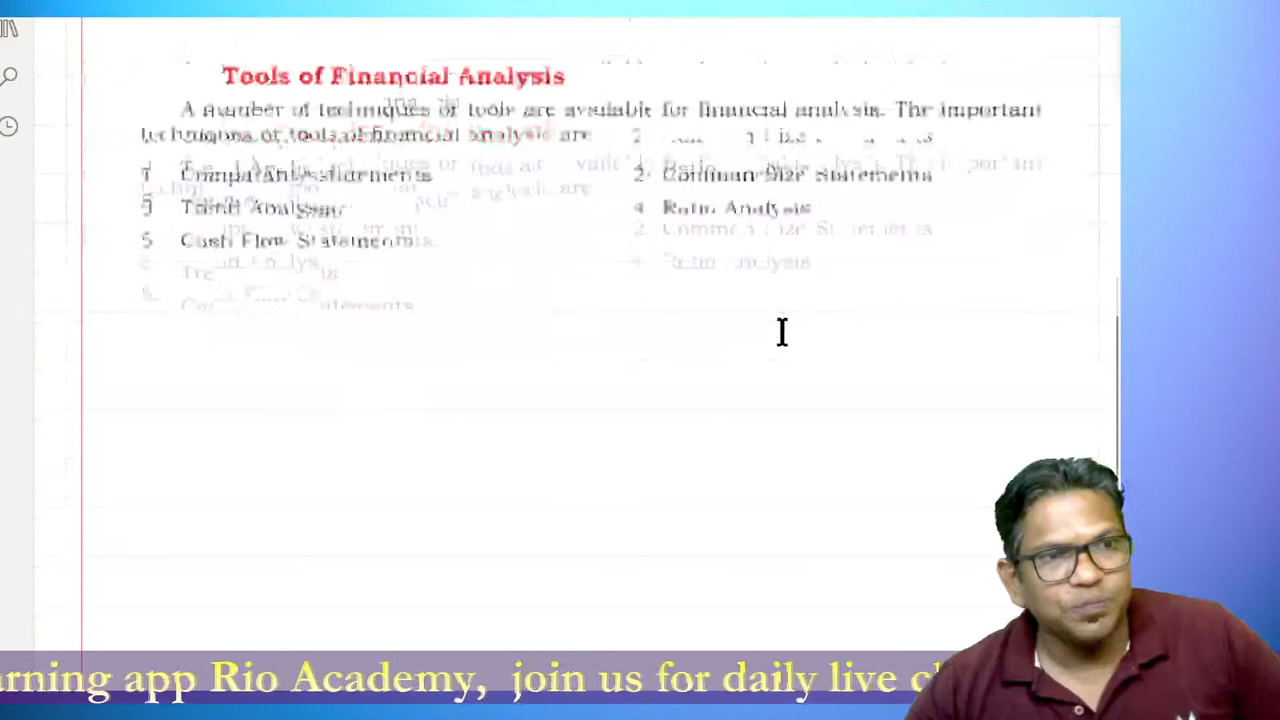 Tools of Financial Analysis
A number of techniques or tools are available for financial analysis. The important
techniques or tools of financial analysis are
1 Comparative Statements 2. Common Size Statements
3 Trend Analysis 4 Ratio Analysis
5 Cash Flow Statements
arning app Rio Academy, join us for daily live c